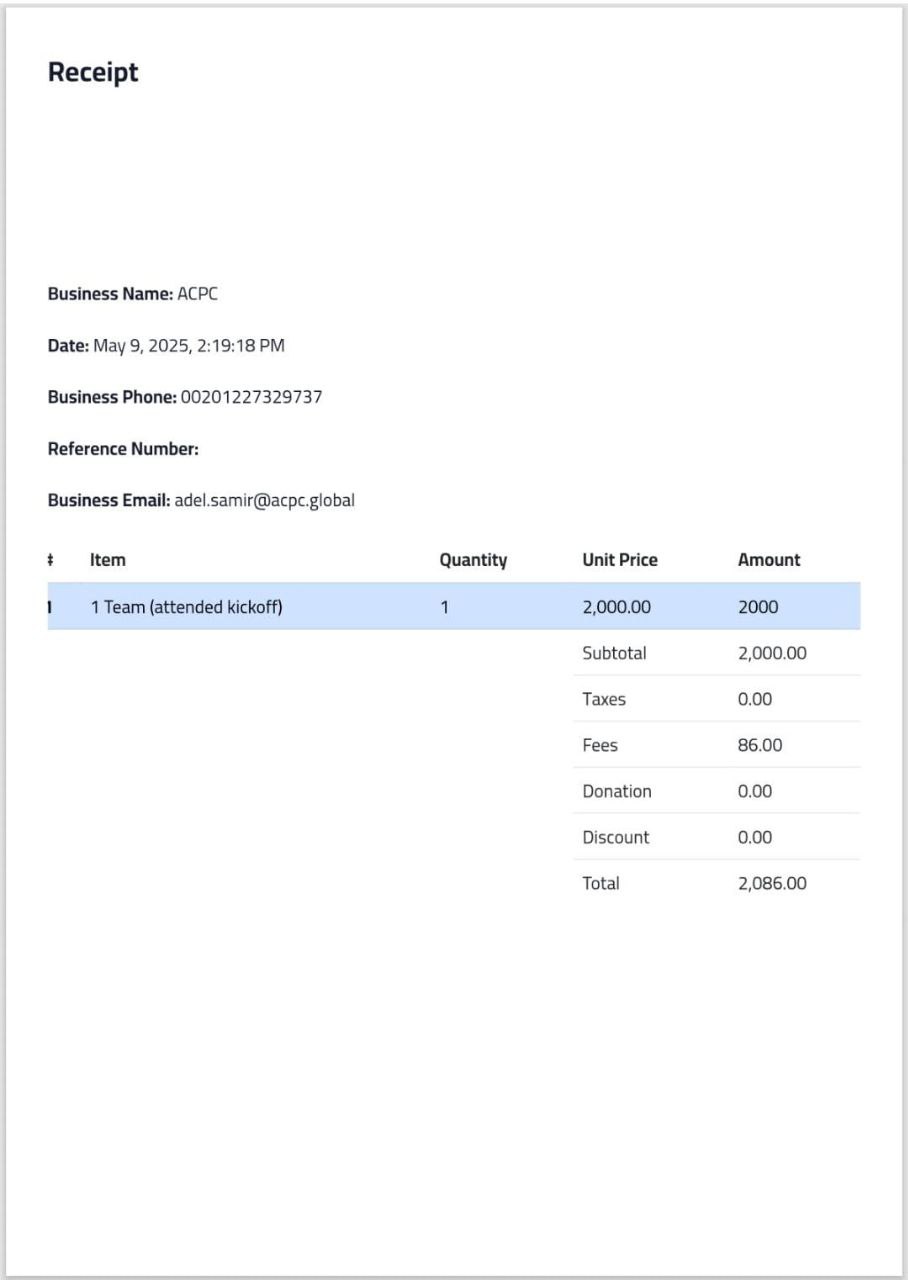 Receipt
Business Name: ACPC
Date: May 9, 2025, 2:19:18 PM
Business Phone: 00201227329737
Reference Number:
Business Email: adel.samir@acpc.global
# Item Quantity Unit Price Amount
1 1 Team (attended kickoff) 1 2,000.00 2000
Subtotal 2,000.00
Taxes 0.00
Fees 86.00
Donation 0.00
Discount 0.00
Total 2,086.00